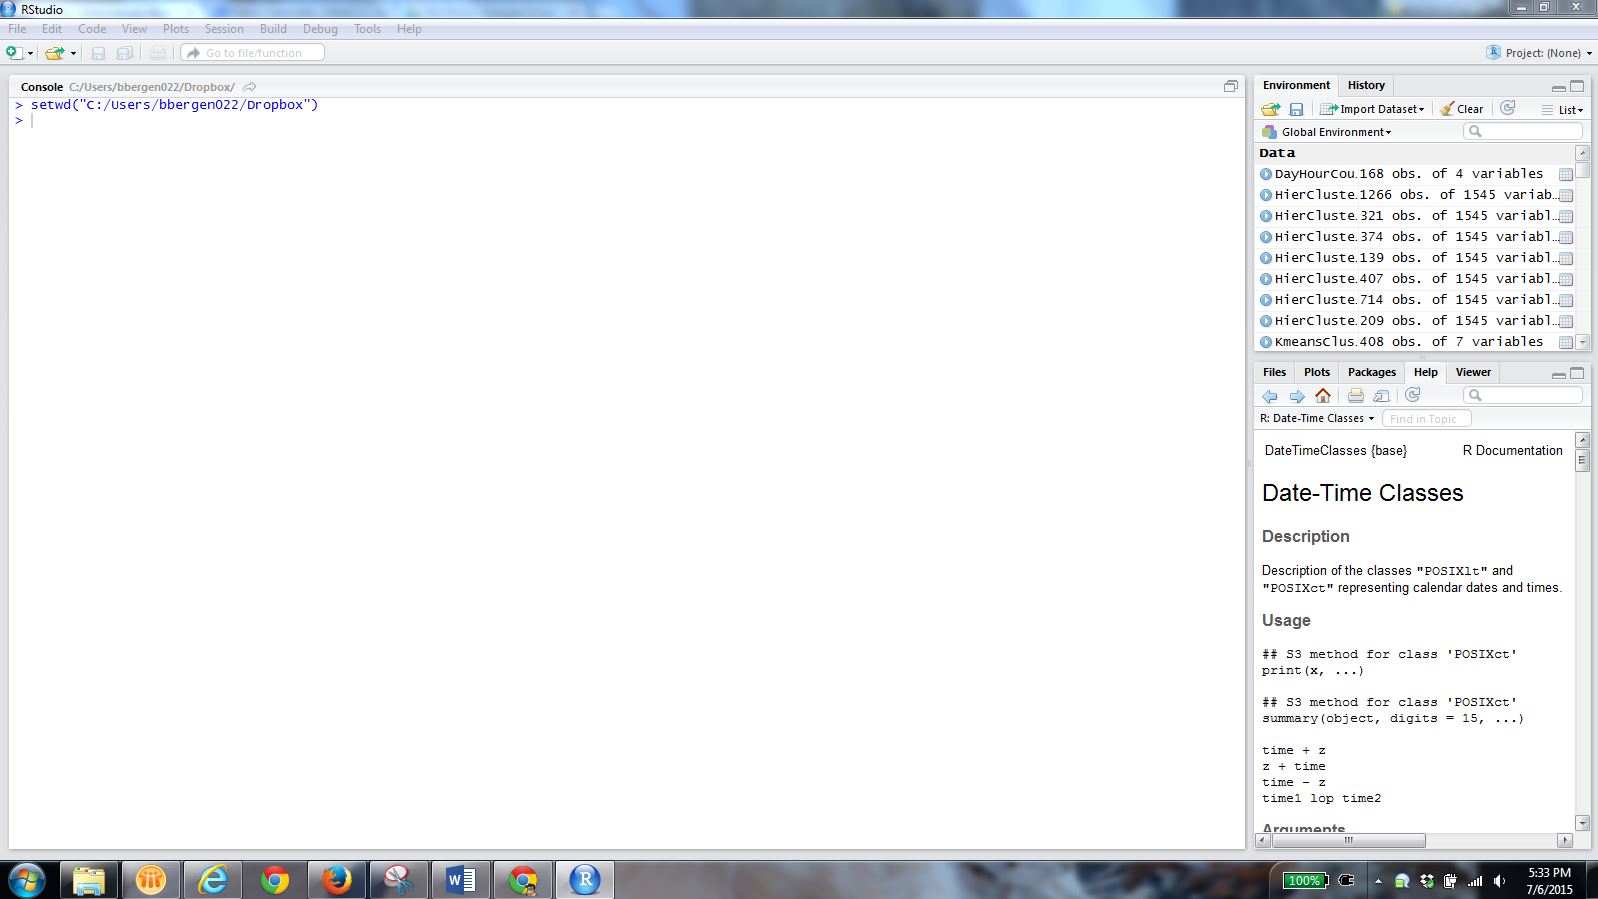 RStudio
File Edit Code View Plots Session Build Debug Tools Help
Go to file/function
Project: (None)
Console C:/Users/bbergen022/Dropbox/
> setwd("C:/Users/bbergen022/Dropbox")
>
Environment History
Import Dataset Clear List
Global Environment
Data
DayHourCou… 168 obs. of 4 variables
HierCluste… 1266 obs. of 1545 variab…
HierCluste… 321 obs. of 1545 variabl…
HierCluste… 374 obs. of 1545 variabl…
HierCluste… 139 obs. of 1545 variabl…
HierCluste… 407 obs. of 1545 variabl…
HierCluste… 714 obs. of 1545 variabl…
HierCluste… 209 obs. of 1545 variabl…
KmeansClus… 408 obs. of 7 variables
Files Plots Packages Help Viewer
R: Date-Time Classes Find in Topic
DateTimeClasses {base} R Documentation
Date-Time Classes
Description
Description of the classes "POSIXlt" and
"POSIXct" representing calendar dates and times.
Usage
## S3 method for class 'POSIXct'
print(x, ...)
## S3 method for class 'POSIXct'
summary(object, digits = 15, ...)
time + z
z + time
time - z
time1 lop time2
Arguments
100%
5:33 PM
7/6/2015